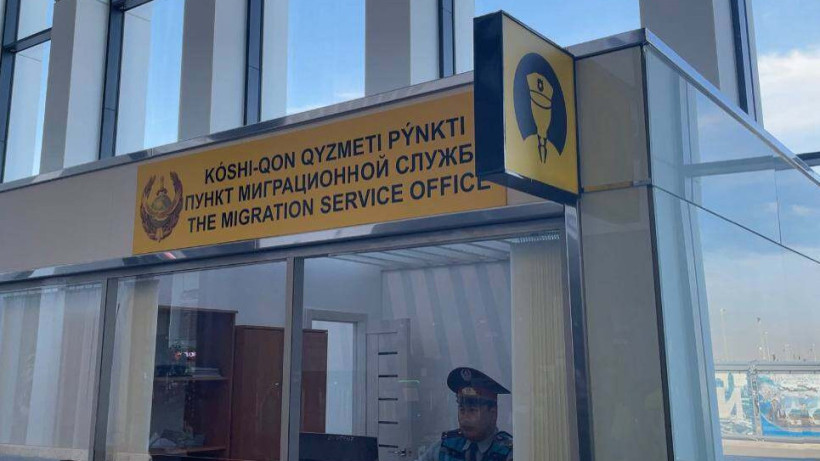 KÓSHI-QON QYZMETI PÝNKTI
ПУНКТ МИГРАЦИОННОЙ СЛУЖБ
THE MIGRATION SERVICE OFFICE